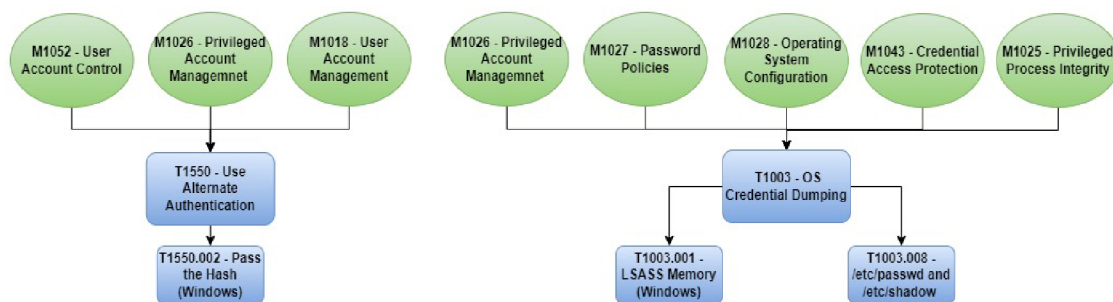 M1052 - User
Account Control
M1026 - Privileged
Account
Managemnet
M1018 - User
Account
Management
M1026 - Privileged
Account
Managemnet
M1027 - Password
Policies
M1028 - Operating
System
Configuration
M1043 - Credential
Access Protection
M1025 - Privileged
Process Integrity
T1550 - Use
Alternate
Authentication
T1550.002 - Pass
the Hash
(Windows)
T1003 - OS
Credential Dumping
T1003.001 -
LSASS Memory
(Windows)
T1003.008 -
/etc/passwd and
/etc/shadow